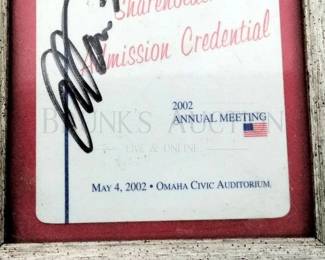 Shareholder
Admission Credential
2002
ANNUAL MEETING
BRUNK'S AUCTION
LIVE & ONLINE
MAY 4, 2002 • OMAHA CIVIC AUDITORIUM